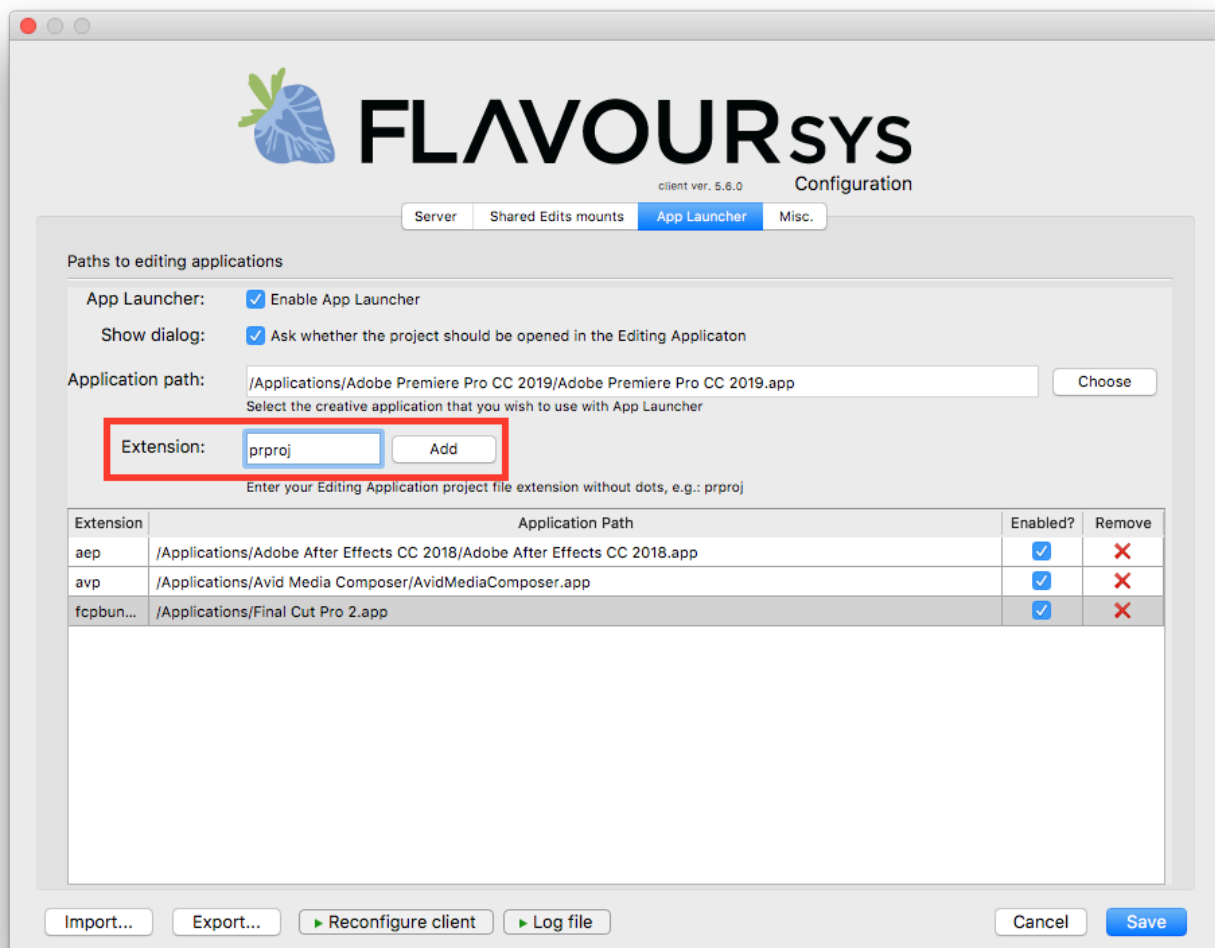 FLAVOURSYS
client ver. 5.6.0 Configuration
Server Shared Edits mounts App Launcher Misc.
Paths to editing applications
App Launcher: Enable App Launcher
Show dialog: Ask whether the project should be opened in the Editing Applicaton
Application path: /Applications/Adobe Premiere Pro CC 2019/Adobe Premiere Pro CC 2019.app Choose
Select the creative application that you wish to use with App Launcher
Extension: prproj Add
Enter your Editing Application project file extension without dots, e.g.: prproj
Extension Application Path Enabled? Remove
aep /Applications/Adobe After Effects CC 2018/Adobe After Effects CC 2018.app
avp /Applications/Avid Media Composer/AvidMediaComposer.app
fcpbun... /Applications/Final Cut Pro 2.app
Import... Export... Reconfigure client Log file Cancel Save